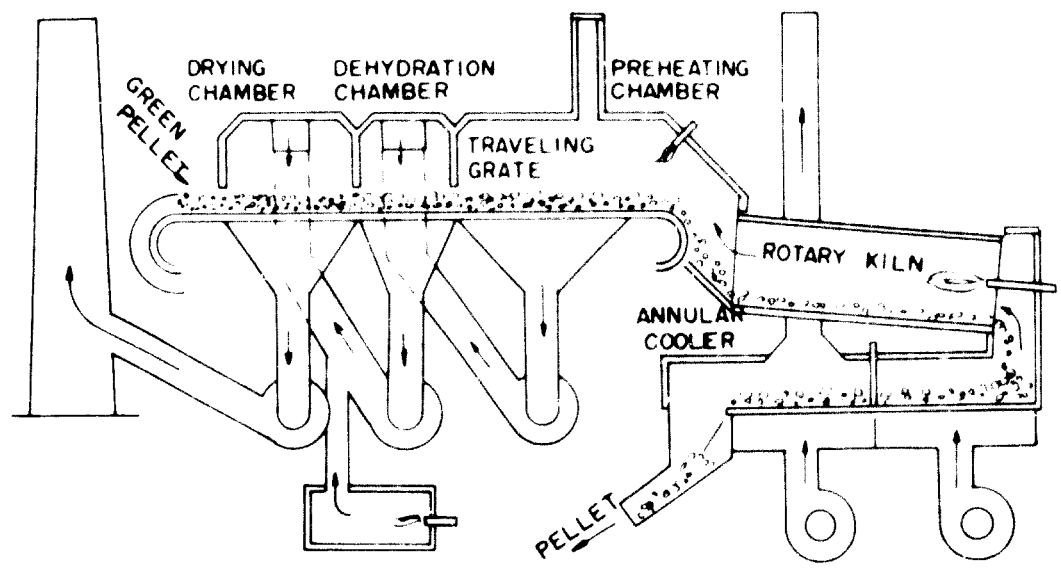 DRYING
CHAMBER
DEHYDRATION
CHAMBER
PREHEATING
CHAMBER
GREEN
PELLET
TRAVELING
GRATE
ROTARY KILN
ANNULAR
COOLER
PELLET